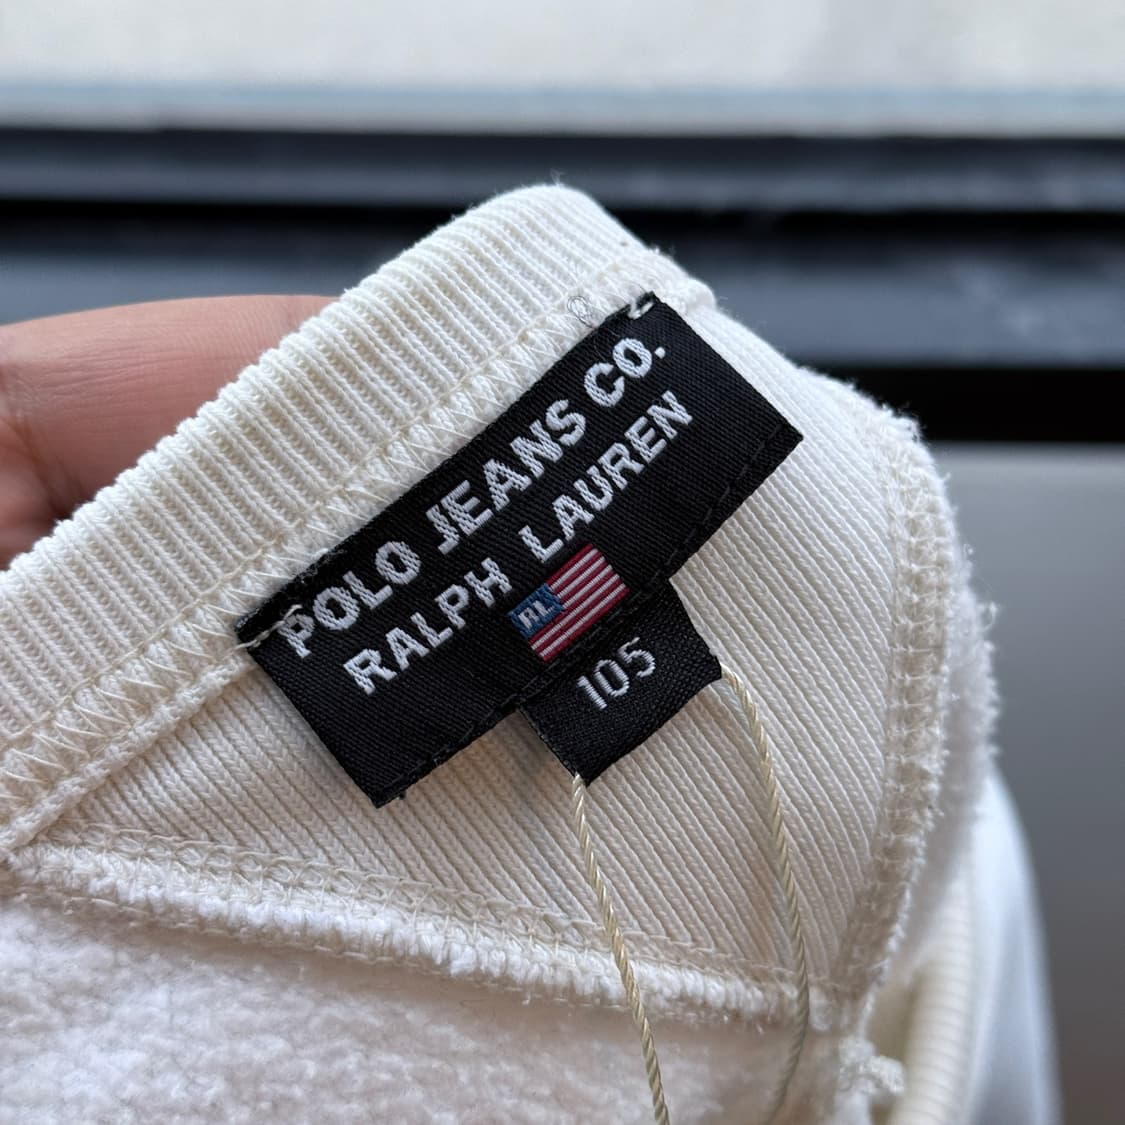 POLO JEANS CO.
RALPH LAUREN
RL
105